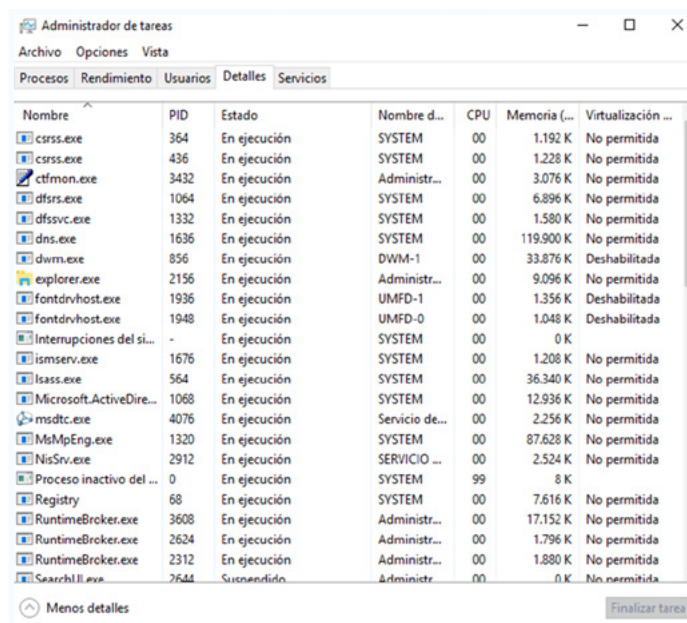 Administrador de tareas
Archivo Opciones Vista
Procesos Rendimiento Usuarios Detalles Servicios
Nombre PID Estado Nombre d... CPU Memoria (... Virtualización ...
csrss.exe 364 En ejecución SYSTEM 00 1.192 K No permitida
csrss.exe 436 En ejecución SYSTEM 00 1.228 K No permitida
ctfmon.exe 3432 En ejecución Administr... 00 3.076 K No permitida
dfsrs.exe 1064 En ejecución SYSTEM 00 6.896 K No permitida
dfssvc.exe 1332 En ejecución SYSTEM 00 1.580 K No permitida
dns.exe 1636 En ejecución SYSTEM 00 119.900 K No permitida
dwm.exe 856 En ejecución DWM-1 00 33.876 K Deshabilitada
explorer.exe 2156 En ejecución Administr... 00 9.096 K No permitida
fontdrvhost.exe 1936 En ejecución UMFD-1 00 1.356 K Deshabilitada
fontdrvhost.exe 1948 En ejecución UMFD-0 00 1.048 K Deshabilitada
Interrupciones del si... - En ejecución SYSTEM 00 0 K
ismserv.exe 1676 En ejecución SYSTEM 00 1.208 K No permitida
lsass.exe 564 En ejecución SYSTEM 00 36.340 K No permitida
Microsoft.ActiveDire... 1068 En ejecución SYSTEM 00 12.936 K No permitida
msdtc.exe 4076 En ejecución Servicio de... 00 2.256 K No permitida
MsMpEng.exe 1320 En ejecución SYSTEM 00 87.628 K No permitida
NisSrv.exe 2912 En ejecución SERVICIO ... 00 2.524 K No permitida
Proceso inactivo del ... 0 En ejecución SYSTEM 99 8 K
Registry 68 En ejecución SYSTEM 00 7.616 K No permitida
RuntimeBroker.exe 3608 En ejecución Administr... 00 17.152 K No permitida
RuntimeBroker.exe 2624 En ejecución Administr... 00 1.796 K No permitida
RuntimeBroker.exe 2312 En ejecución Administr... 00 1.880 K No permitida
SearchUI.exe 2644 Suspendido Administr... 00 0 K No permitida
Menos detalles Finalizar tarea